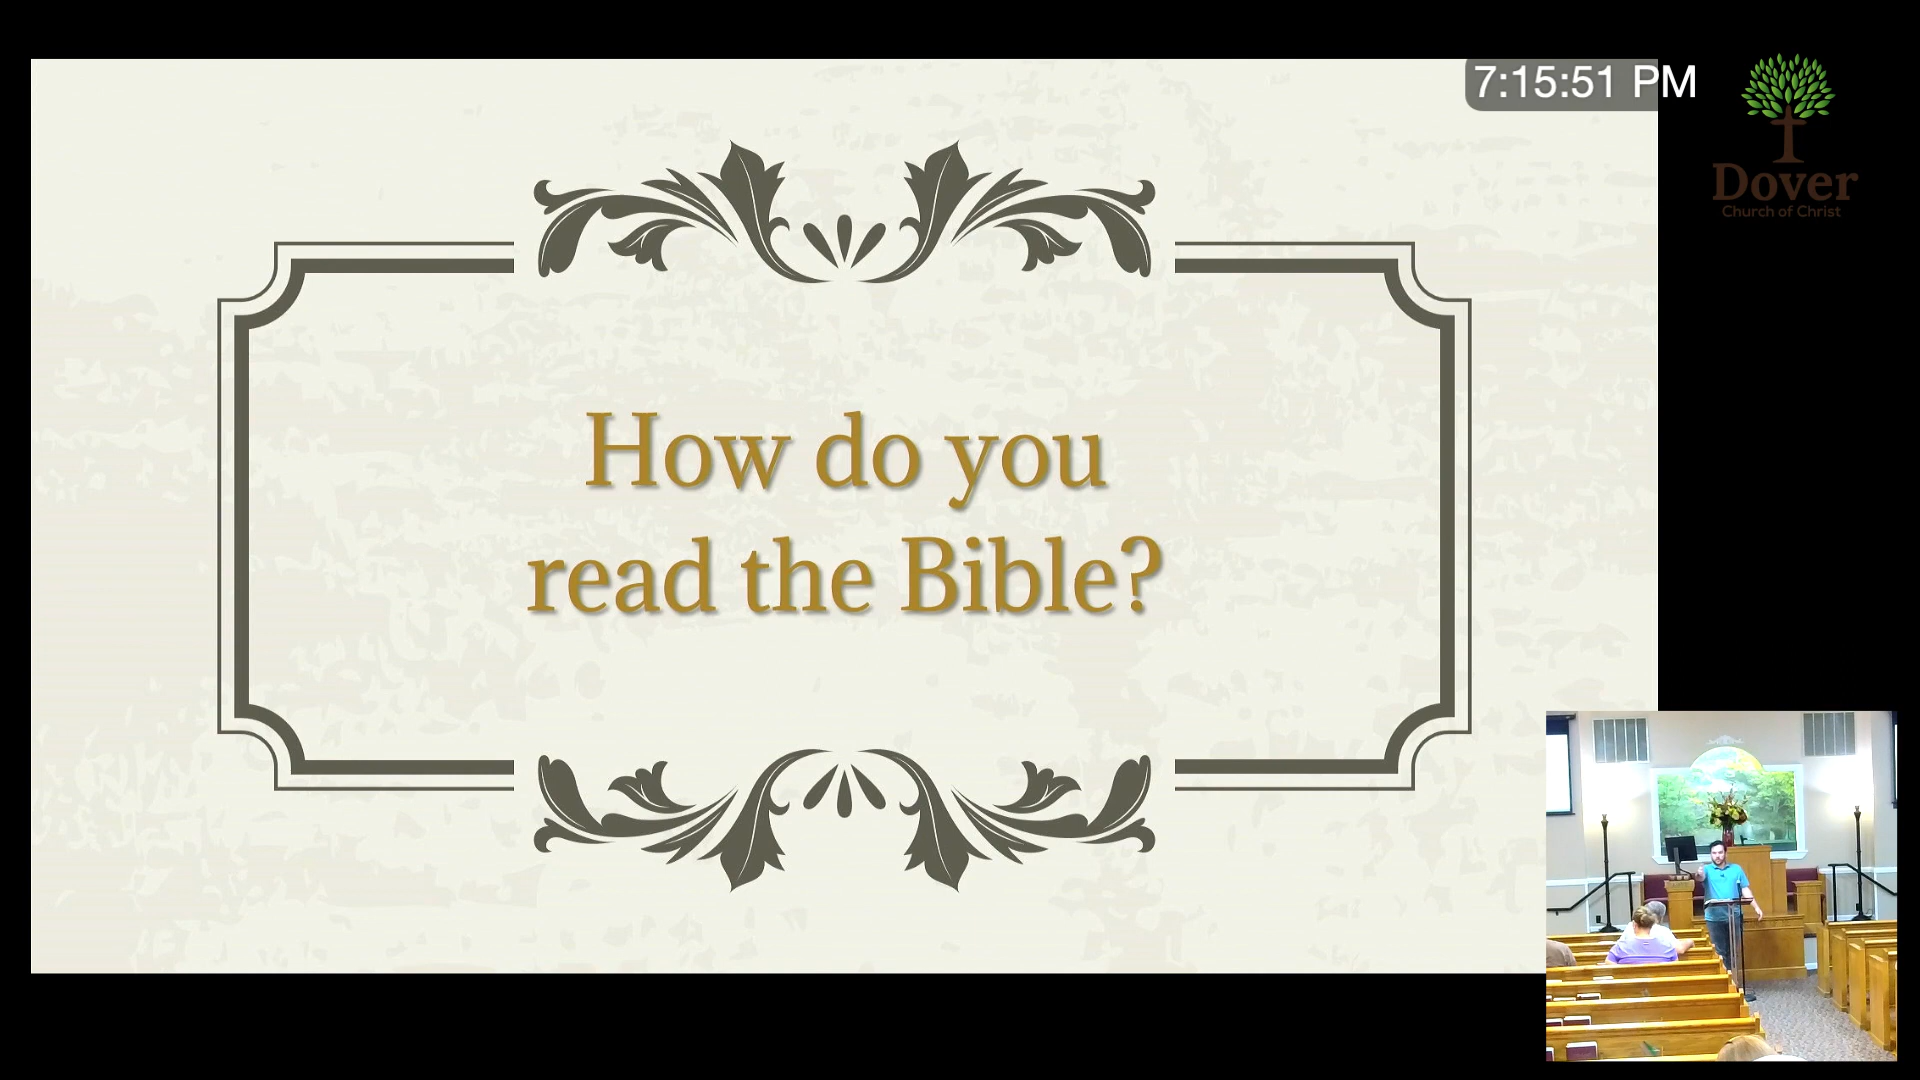 7:15:51 PM
Dover
Church of Christ
How do you
read the Bible?